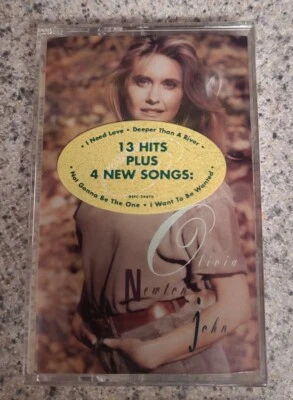 • I Need Love • Deeper Than A River •
13 HITS
PLUS
4 NEW SONGS:
Not Gonna Be The One • I Want To Be Wanted
Olivia
Newton
John